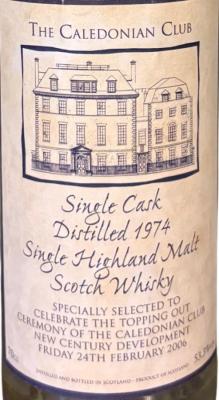 THE CALEDONIAN CLUB
Single Cask
Distilled 1974
Single Highland Malt
Scotch Whisky
SPECIALLY SELECTED TO
CELEBRATE THE TOPPING OUT
CEREMONY OF THE CALEDONIAN CLUB
NEW CENTURY DEVELOPMENT
FRIDAY 24TH FEBRUARY 2006
70cl
DISTILLED AND BOTTLED IN SCOTLAND - PRODUCT OF SCOTLAND